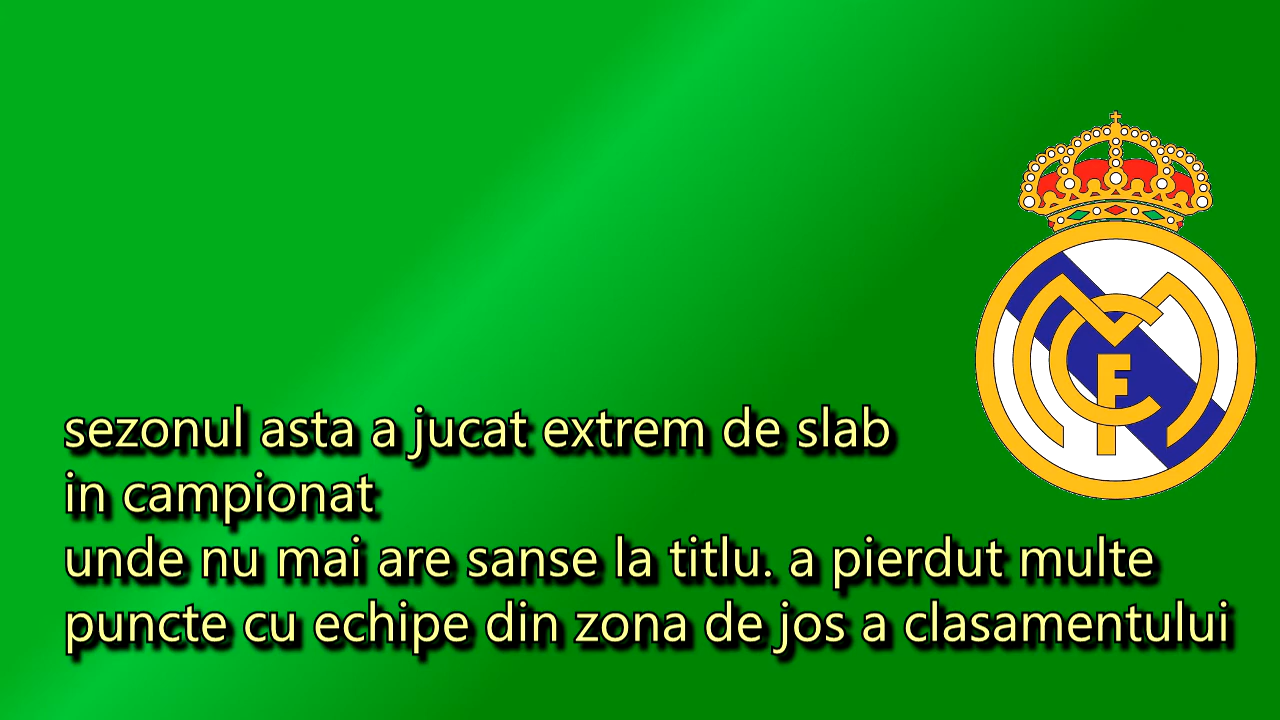 sezonul asta a jucat extrem de slab
in campionat
unde nu mai are sanse la titlu. a pierdut multe
puncte cu echipe din zona de jos a clasamentului
MCF